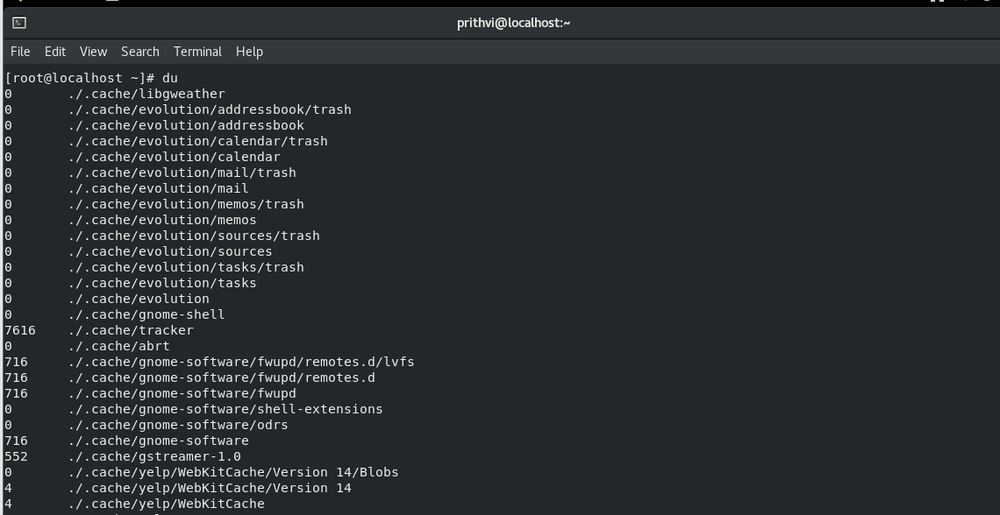 prithvi@localhost:~
File Edit View Search Terminal Help
[root@localhost ~]# du
0 ./.cache/libgweather
0 ./.cache/evolution/addressbook/trash
0 ./.cache/evolution/addressbook
0 ./.cache/evolution/calendar/trash
0 ./.cache/evolution/calendar
0 ./.cache/evolution/mail/trash
0 ./.cache/evolution/mail
0 ./.cache/evolution/memos/trash
0 ./.cache/evolution/memos
0 ./.cache/evolution/sources/trash
0 ./.cache/evolution/sources
0 ./.cache/evolution/tasks/trash
0 ./.cache/evolution/tasks
0 ./.cache/evolution
0 ./.cache/gnome-shell
7616 ./.cache/tracker
0 ./.cache/abrt
716 ./.cache/gnome-software/fwupd/remotes.d/lvfs
716 ./.cache/gnome-software/fwupd/remotes.d
716 ./.cache/gnome-software/fwupd
0 ./.cache/gnome-software/shell-extensions
0 ./.cache/gnome-software/odrs
716 ./.cache/gnome-software
552 ./.cache/gstreamer-1.0
0 ./.cache/yelp/WebKitCache/Version 14/Blobs
4 ./.cache/yelp/WebKitCache/Version 14
4 ./.cache/yelp/WebKitCache